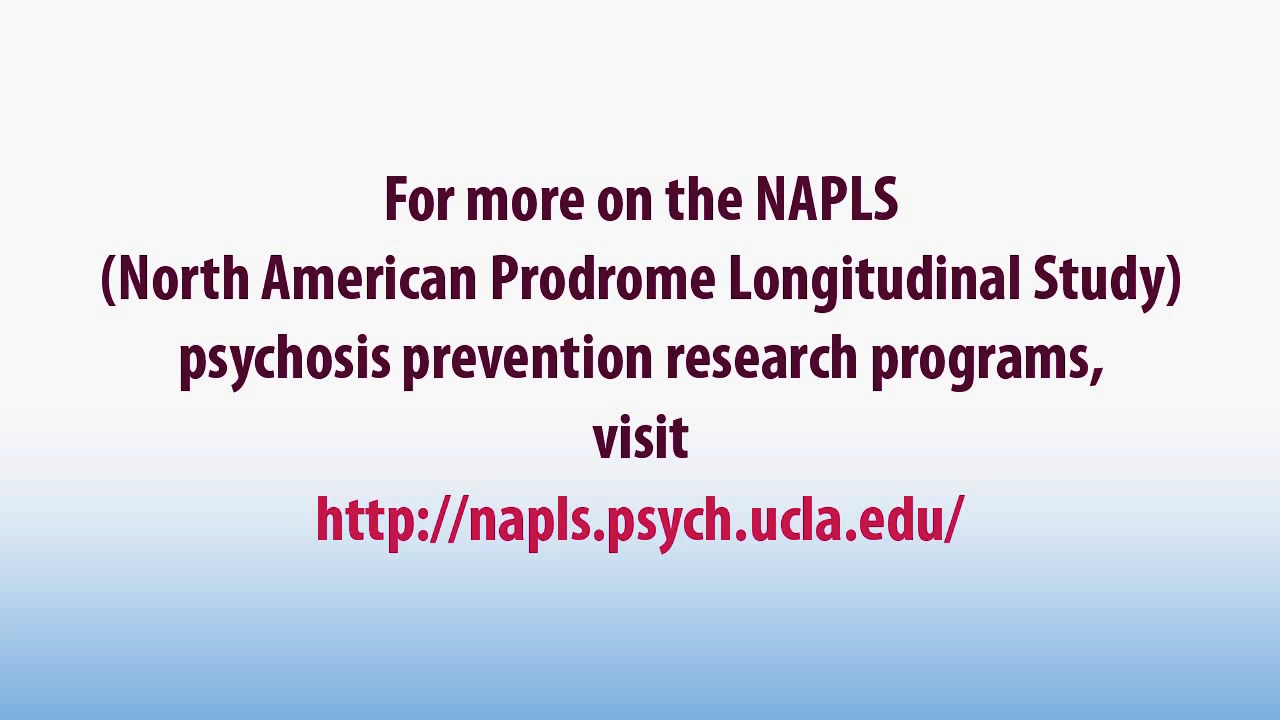 For more on the NAPLS
(North American Prodrome Longitudinal Study)
psychosis prevention research programs,
visit
http://napls.psych.ucla.edu/